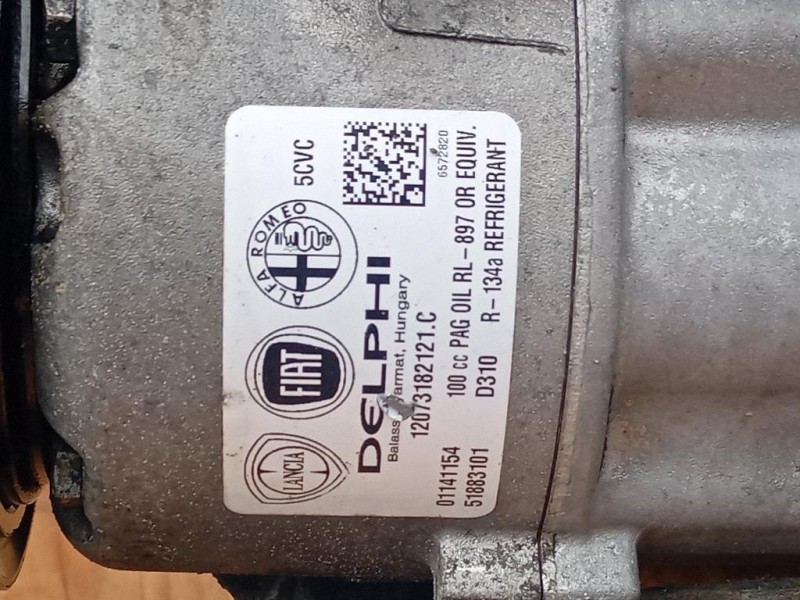 LANCIA
FIAT
ALFA ROMEO
5CVC
DELPHI
Hungary
12073182121.C
6572820
01141154 100 cc PAG OIL RL-897 OR EQUIV.
51883101 D310 R-134a REFRIGERANT